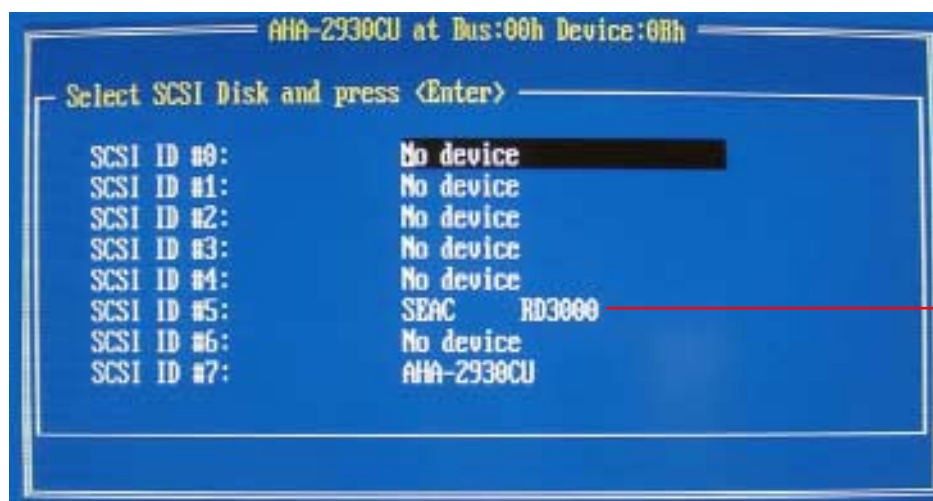 AHA-2930CU at Bus:00h Device:0Bh
Select SCSI Disk and press <Enter>
SCSI ID #0: No device
SCSI ID #1: No device
SCSI ID #2: No device
SCSI ID #3: No device
SCSI ID #4: No device
SCSI ID #5: SEAC RD3000
SCSI ID #6: No device
SCSI ID #7: AHA-2930CU